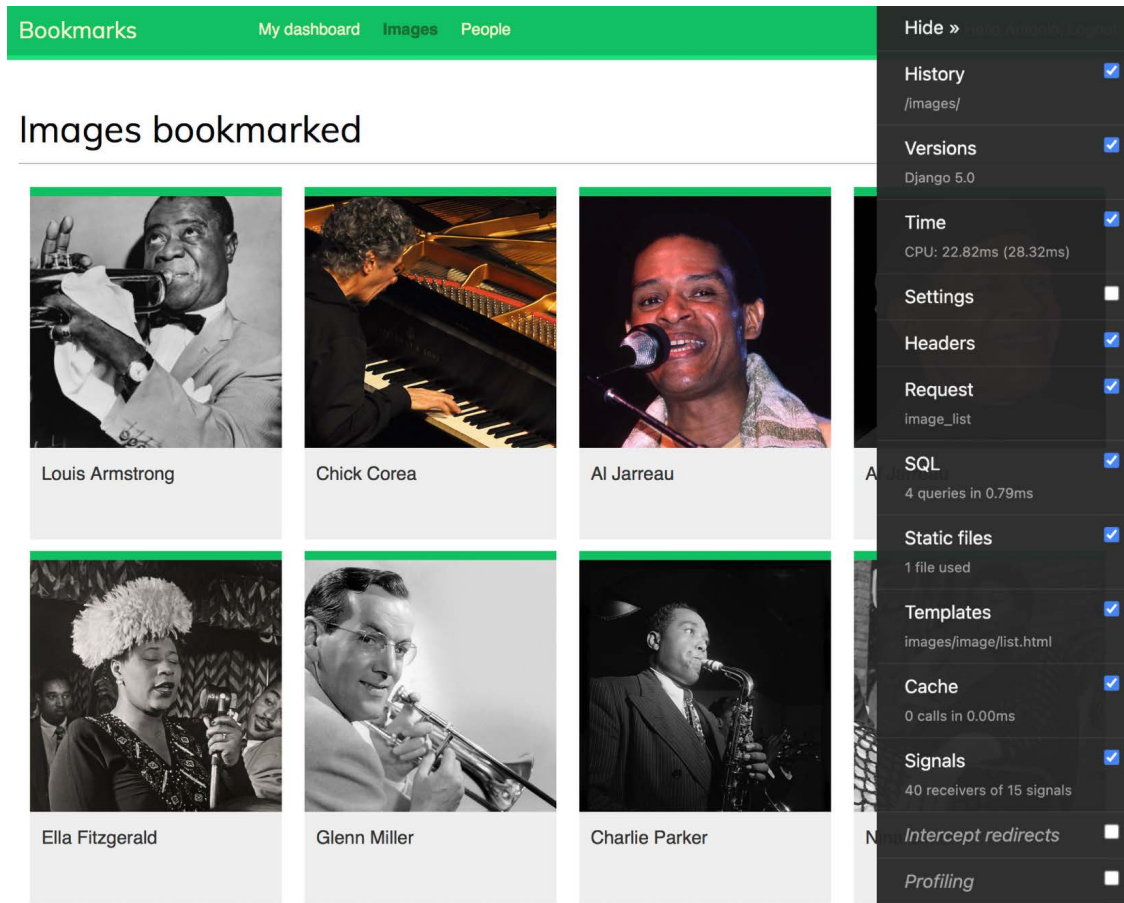 Bookmarks My dashboard Images People
Images bookmarked
Louis Armstrong Chick Corea Al Jarreau Al Jarreau
Ella Fitzgerald Glenn Miller Charlie Parker
Hide »
History
/images/
Versions
Django 5.0
Time
CPU: 22.82ms (28.32ms)
Settings
Headers
Request
image_list
SQL
4 queries in 0.79ms
Static files
1 file used
Templates
images/image/list.html
Cache
0 calls in 0.00ms
Signals
40 receivers of 15 signals
Intercept redirects
Profiling